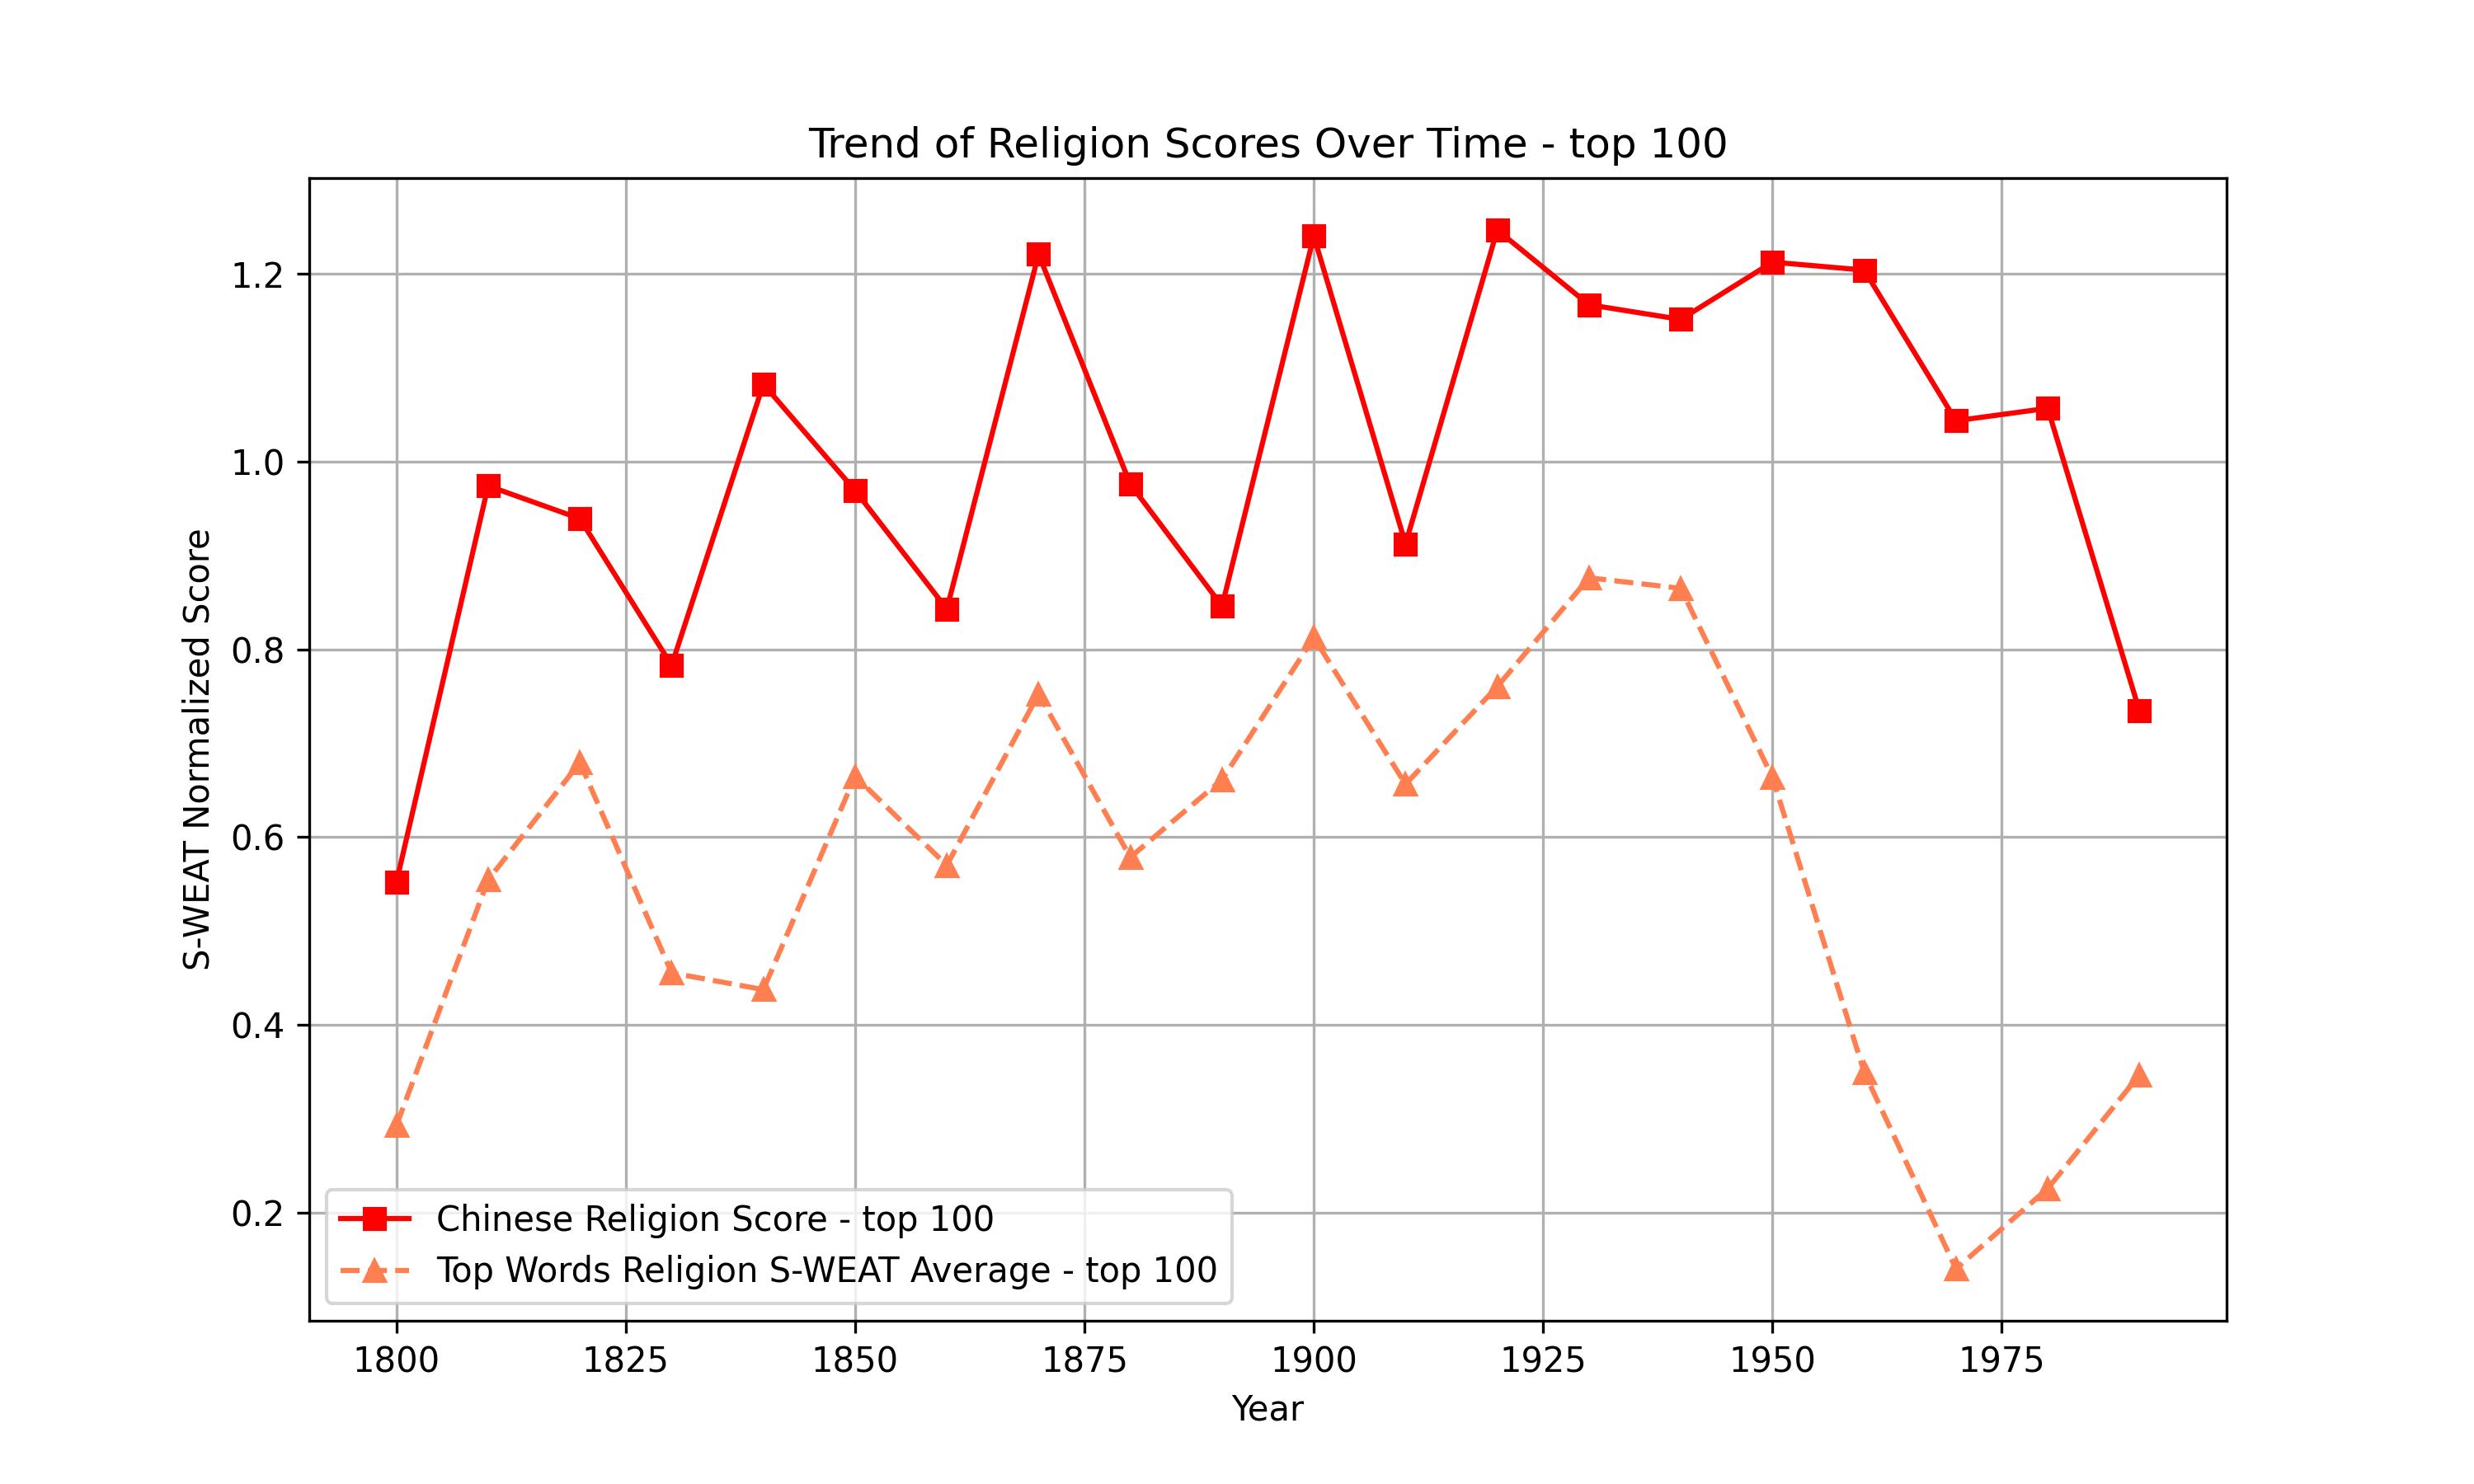 Trend of Religion Scores Over Time - top 100
S-WEAT Normalized Score
1.2
1.0
0.8
0.6
0.4
0.2
Chinese Religion Score - top 100
Top Words Religion S-WEAT Average - top 100
1800 1825 1850 1875 1900 1925 1950 1975
Year